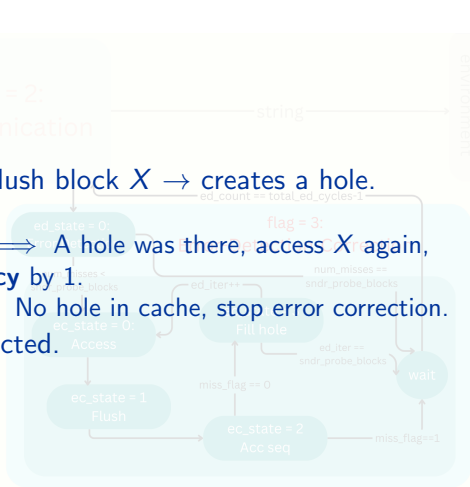 = 2:
nication
string
lush block X → creates a hole.
ed_count == total_ed_cycles-1
ed_state = 0:
flag = 3:
⟹ A hole was there, access X again,
num_misses <
sndr_probe_blocks
num_misses ==
sndr_probe_blocks
cy by 1.
ed_iter++
No hole in cache, stop error correction.
ec_state = 0:
Access
Fill hole
cted.
ed_iter ==
sndr_probe_blocks
wait
miss_flag == 0
ec_state = 1
Flush
ec_state = 2
Acc seq
miss_flag==1